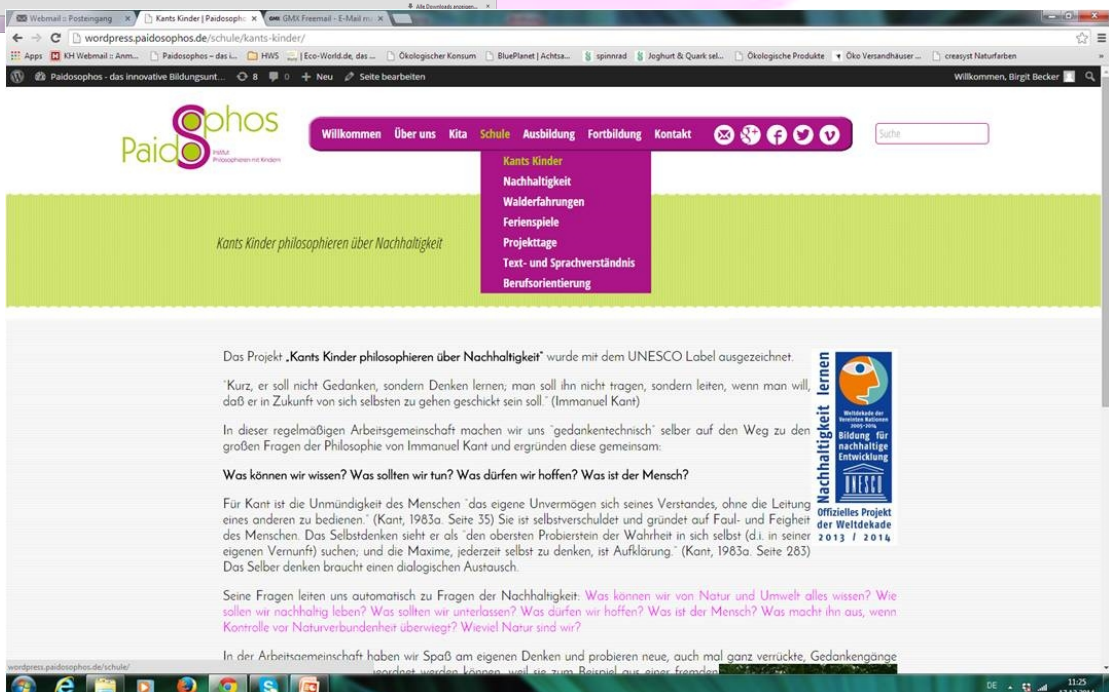 Alle Downloads anzeigen...
Webmail :: Posteingang
Kants Kinder | Paidosopho
GMX Freemail - E-Mail m
wordpress.paidosophos.de/schule/kants-kinder/
Apps KH Webmail :: Anm... Paidosophos – das i... HWS | Eco-World.de, das ... Ökologischer Konsum BluePlanet | Achtsa... spinnrad Joghurt & Quark sel... Ökologische Produkte Öko Versandhäuser ... creasyst Naturfarben
Paidosophos - das innovative Bildungsunt... 8 0 + Neu Seite bearbeiten Willkommen, Birgit Becker
PaidoSophos
Institut
Philosophieren mit Kindern
Willkommen Über uns Kita Schule Ausbildung Fortbildung Kontakt
Suche
Kants Kinder
Nachhaltigkeit
Walderfahrungen
Ferienspiele
Projekttage
Text- und Sprachverständnis
Berufsorientierung
Kants Kinder philosophieren über Nachhaltigkeit
Das Projekt „Kants Kinder philosophieren über Nachhaltigkeit" wurde mit dem UNESCO Label ausgezeichnet.
"Kurz, er soll nicht Gedanken, sondern Denken lernen; man soll ihn nicht tragen, sondern leiten, wenn man will,
daß er in Zukunft von sich selbsten zu gehen geschickt sein soll." (Immanuel Kant)
In dieser regelmäßigen Arbeitsgemeinschaft machen wir uns "gedankentechnisch" selber auf den Weg zu den
großen Fragen der Philosophie von Immanuel Kant und ergründen diese gemeinsam:
Was können wir wissen? Was sollten wir tun? Was dürfen wir hoffen? Was ist der Mensch?
Für Kant ist die Unmündigkeit des Menschen "das eigene Unvermögen sich seines Verstandes, ohne die Leitung
eines anderen zu bedienen." (Kant, 1983a. Seite 35) Sie ist selbstverschuldet und gründet auf Faul- und Feigheit
des Menschen. Das Selbstdenken sieht er als "den obersten Probierstein der Wahrheit in sich selbst (d.i. in seiner
eigenen Vernunft) suchen; und die Maxime, jederzeit selbst zu denken, ist Aufklärung." (Kant, 1983a. Seite 283)
Das Selber denken braucht einen dialogischen Austausch.
Seine Fragen leiten uns automatisch zu Fragen der Nachhaltigkeit: Was können wir von Natur und Umwelt alles wissen? Wie
sollen wir nachhaltig leben? Was sollten wir unterlassen? Was dürfen wir hoffen? Was ist der Mensch? Was macht ihn aus, wenn
Kontrolle vor Naturverbundenheit überwiegt? Wieviel Natur sind wir?
In der Arbeitsgemeinschaft haben wir Spaß am eigenen Denken und probieren neue, auch mal ganz verrückte, Gedankengänge
können, weil sie zum Beispiel aus einer fremden
Nachhaltigkeit lernen
Weltdekade der
Vereinten Nationen
2005-2014
Bildung für
nachhaltige
Entwicklung
UNESCO
Offizielles Projekt
der Weltdekade
2013 / 2014
wordpress.paidosophos.de/schule/
DE
11:25